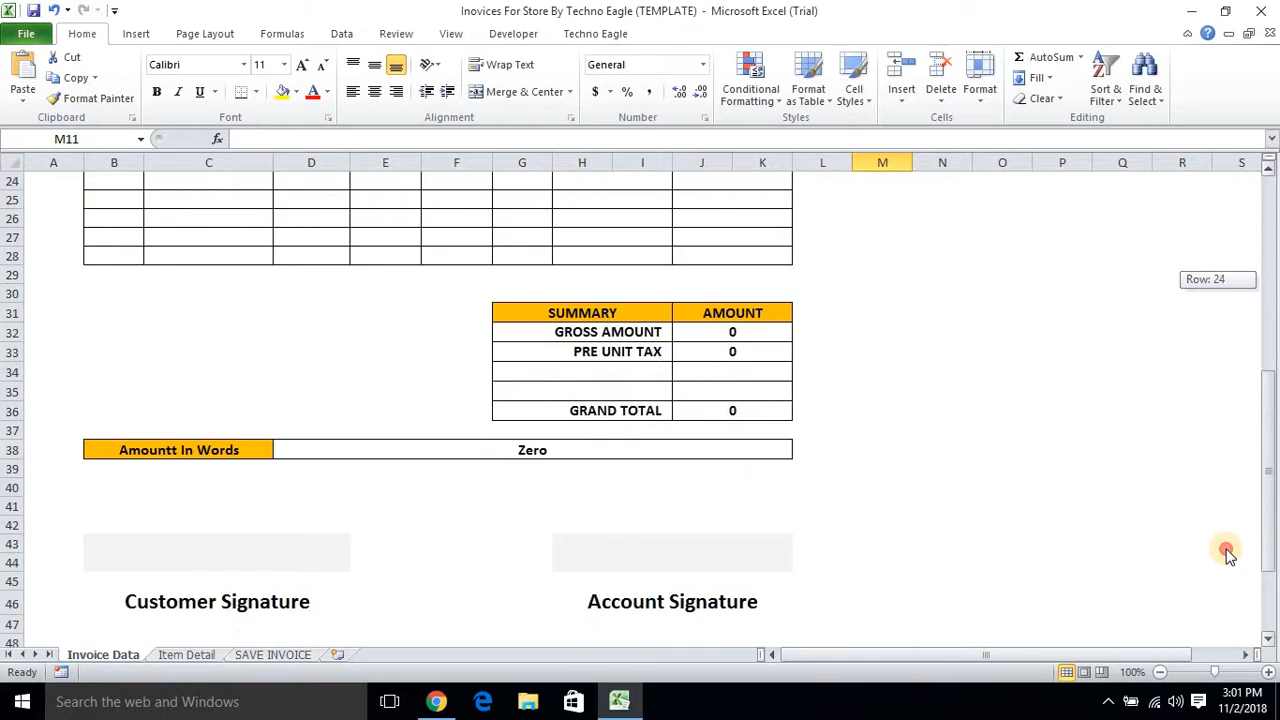 Inovices For Store By Techno Eagle (TEMPLATE) - Microsoft Excel (Trial)
File Home Insert Page Layout Formulas Data Review View Developer Techno Eagle
Cut
Copy
Format Painter
Paste
Clipboard
Calibri 11
B I U
Font
Wrap Text
Merge & Center
Alignment
General
$ % ,
Number
Conditional Formatting
Format as Table
Cell Styles
Styles
Insert Delete Format
Cells
AutoSum
Fill
Clear
Sort & Filter
Find & Select
Editing
M11 fx
A B C D E F G H I J K L M N O P Q R S
24
25
26
27
28
29
30
31 SUMMARY AMOUNT
32 GROSS AMOUNT 0
33 PRE UNIT TAX 0
34
35
36 GRAND TOTAL 0
37
38 Amountt In Words Zero
39
40
41
42
43
44
45
46 Customer Signature Account Signature
47
48
Row: 24
Invoice Data Item Detail SAVE INVOICE
Ready 100%
Search the web and Windows
3:01 PM
11/2/2018